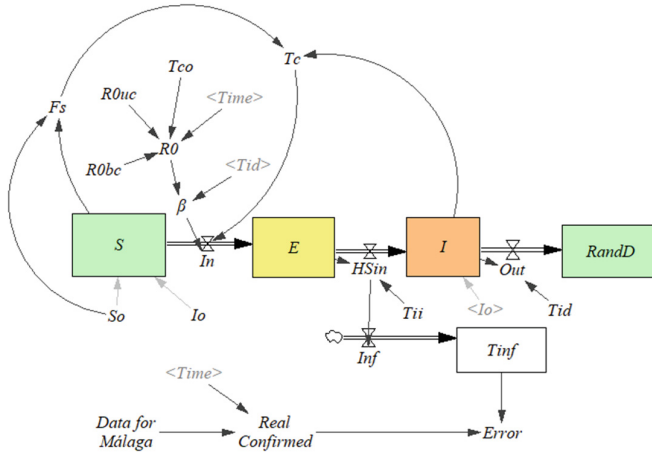 Tco
Tc
R0uc
<Time>
Fs
R0
R0bc
<Tid>
β
S
In
E
HSin
I
Out
RandD
So
Io
Tii
<Io>
Tid
Inf
Tinf
<Time>
Data for
Málaga
Real
Confirmed
Error